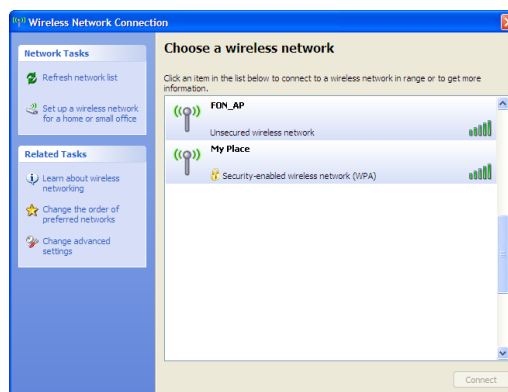 Wireless Network Connection
Network Tasks
Refresh network list
Set up a wireless network
for a home or small office
Related Tasks
Learn about wireless
networking
Change the order of
preferred networks
Change advanced
settings
Choose a wireless network
Click an item in the list below to connect to a wireless network in range or to get more
information.
FON_AP
Unsecured wireless network
My Place
Security-enabled wireless network (WPA)
Connect